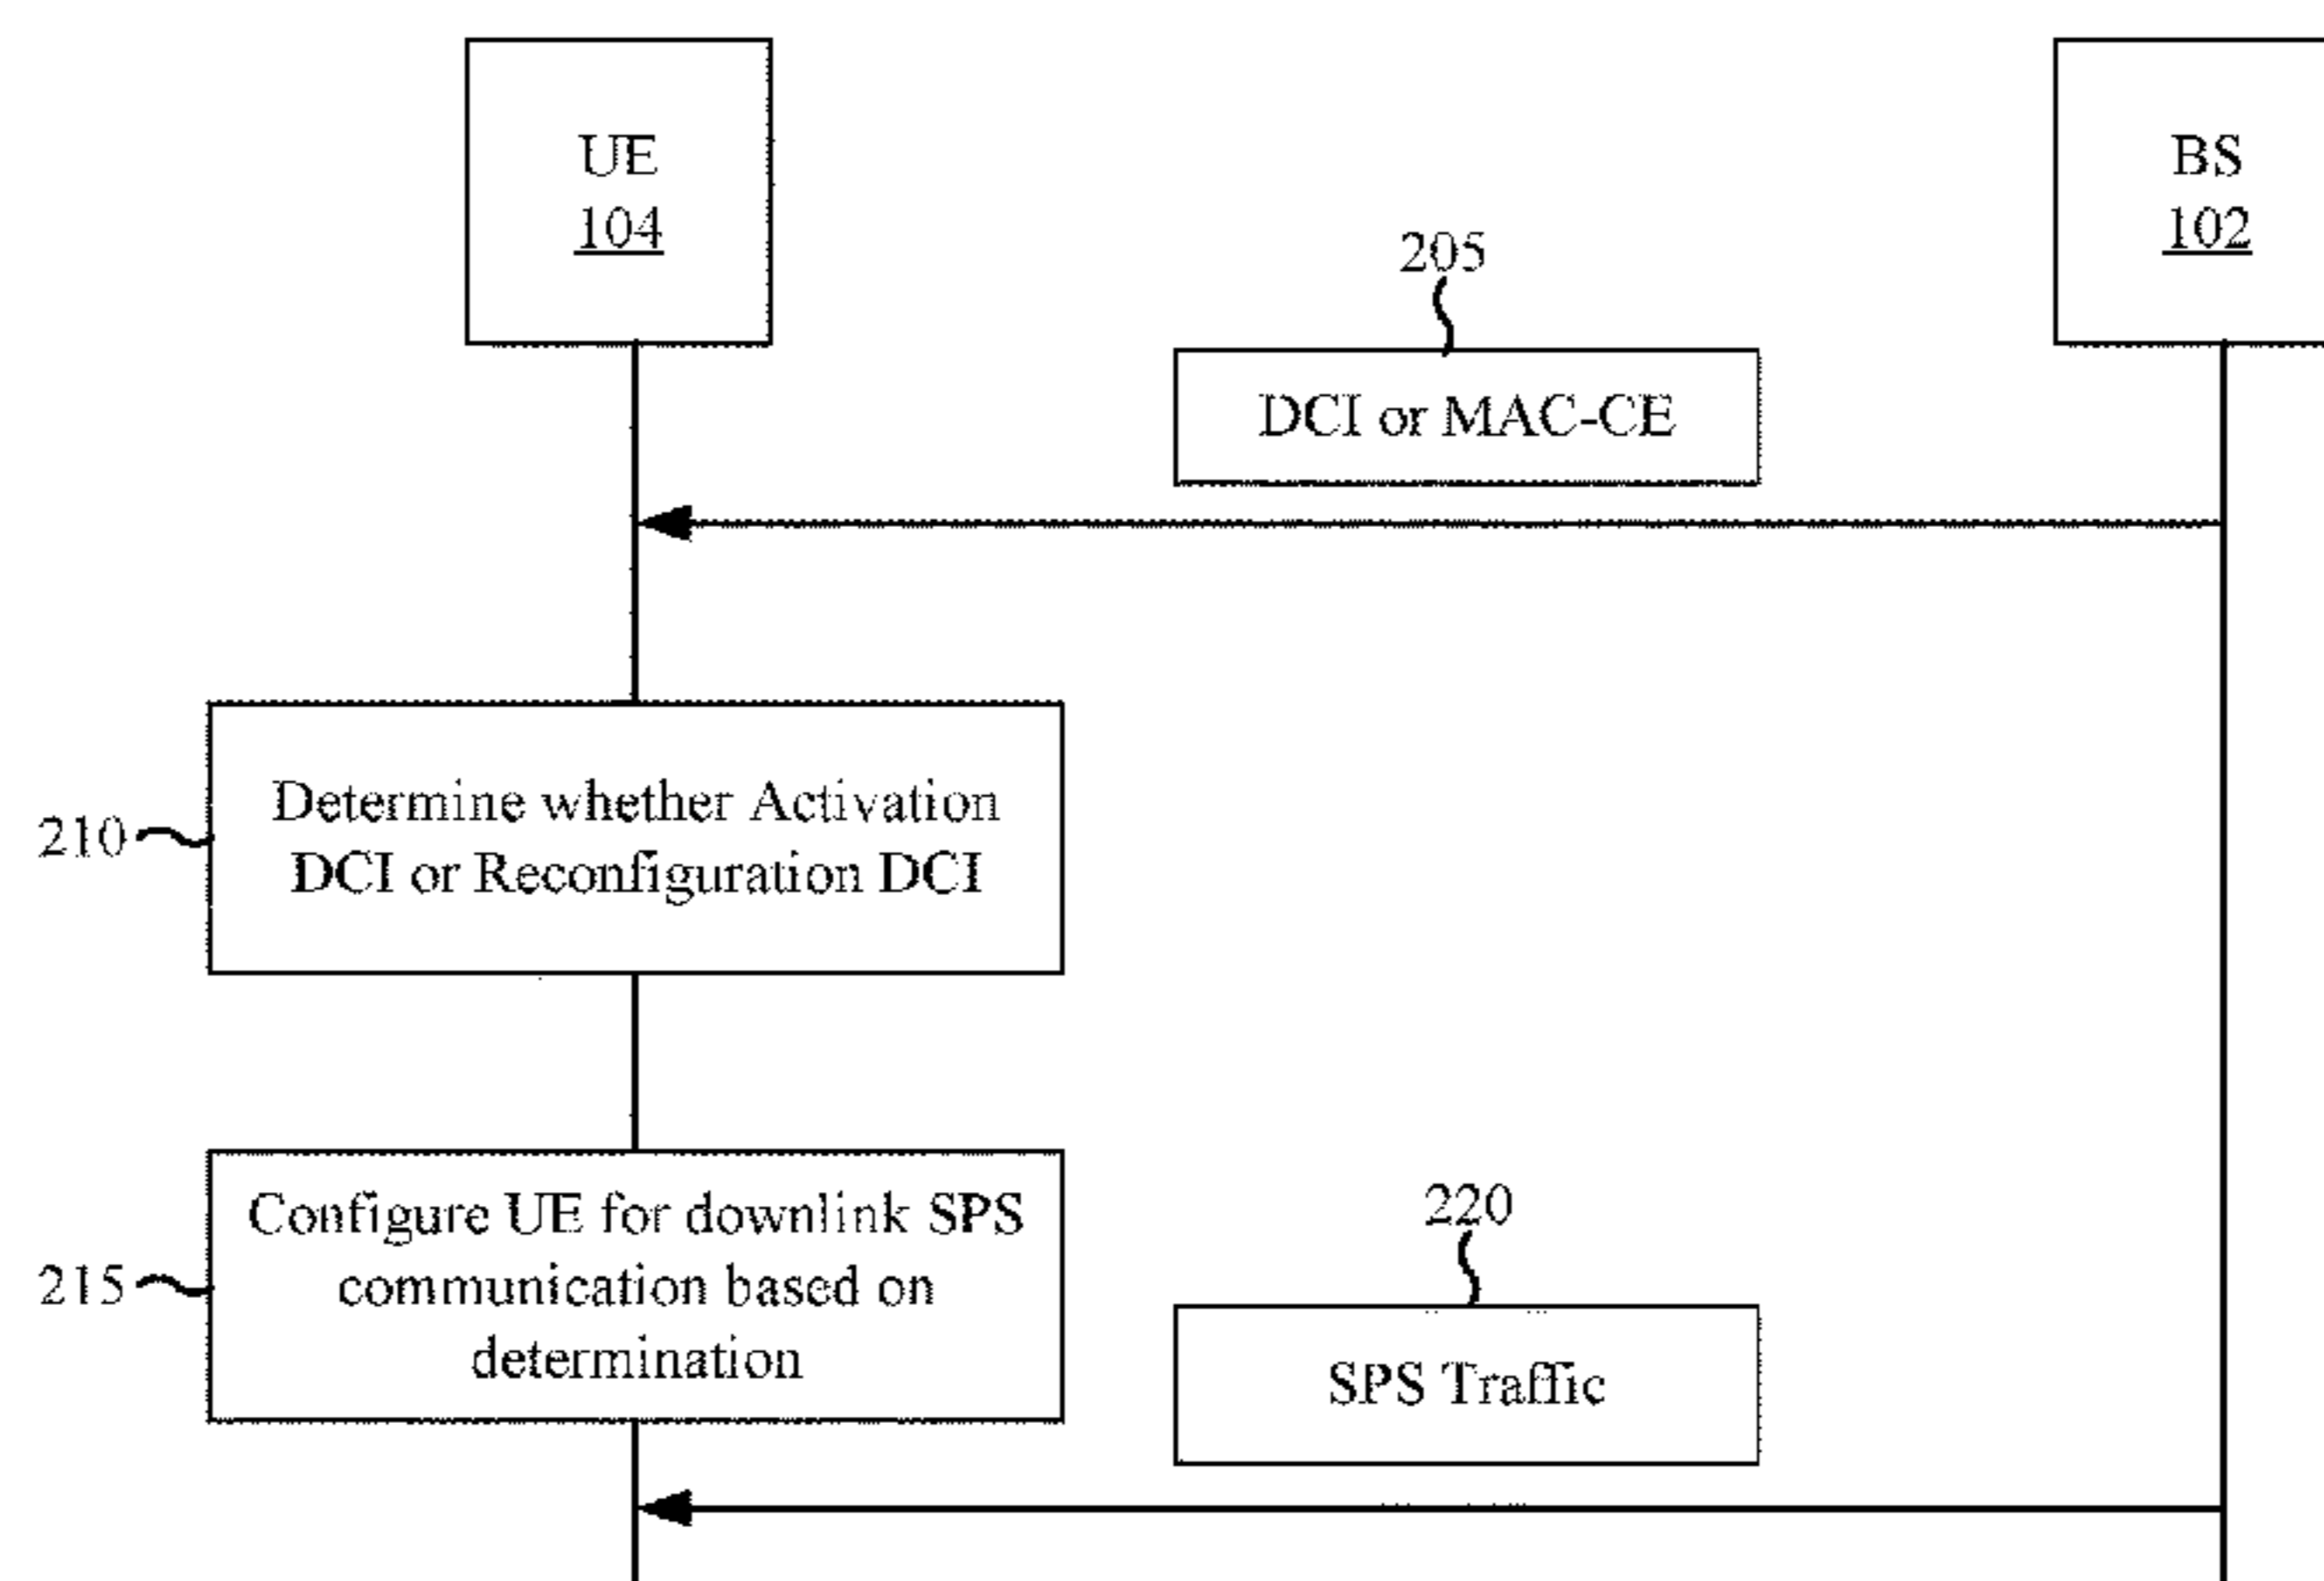 UE
104
BS
102
205
DCI or MAC-CE
210
Determine whether Activation
DCI or Reconfiguration DCI
215
Configure UE for downlink SPS
communication based on
determination
220
SPS Traffic